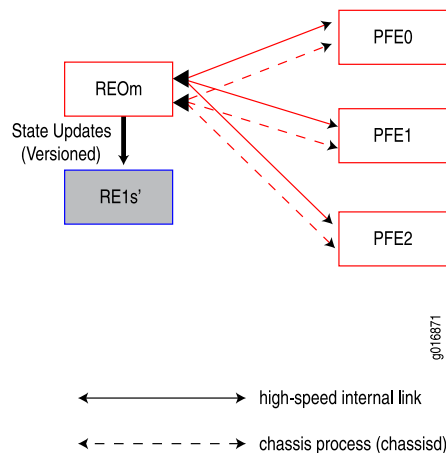 PFE0
REOm
State Updates
(Versioned)
PFE1
RE1s’
PFE2
g016871
high-speed internal link
chassis process (chassisd)